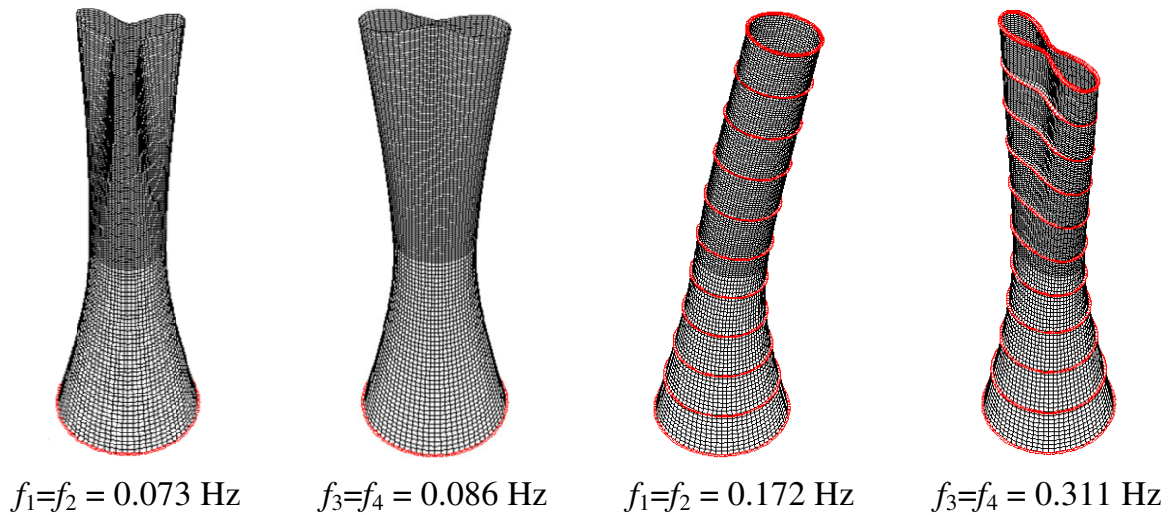 f₁=f₂ = 0.073 Hz
f₃=f₄ = 0.086 Hz
f₁=f₂ = 0.172 Hz
f₃=f₄ = 0.311 Hz